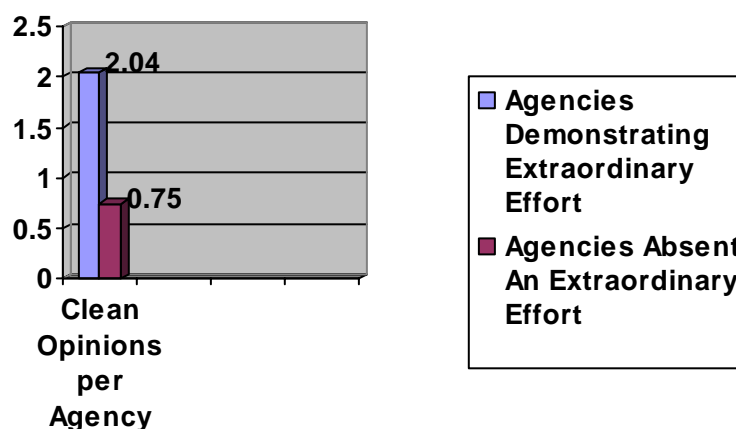 2.5
2
1.5
1
0.5
0
2.04
0.75
Clean
Opinions
per
Agency
Agencies
Demonstrating
Extraordinary
Effort
Agencies Absent
An Extraordinary
Effort